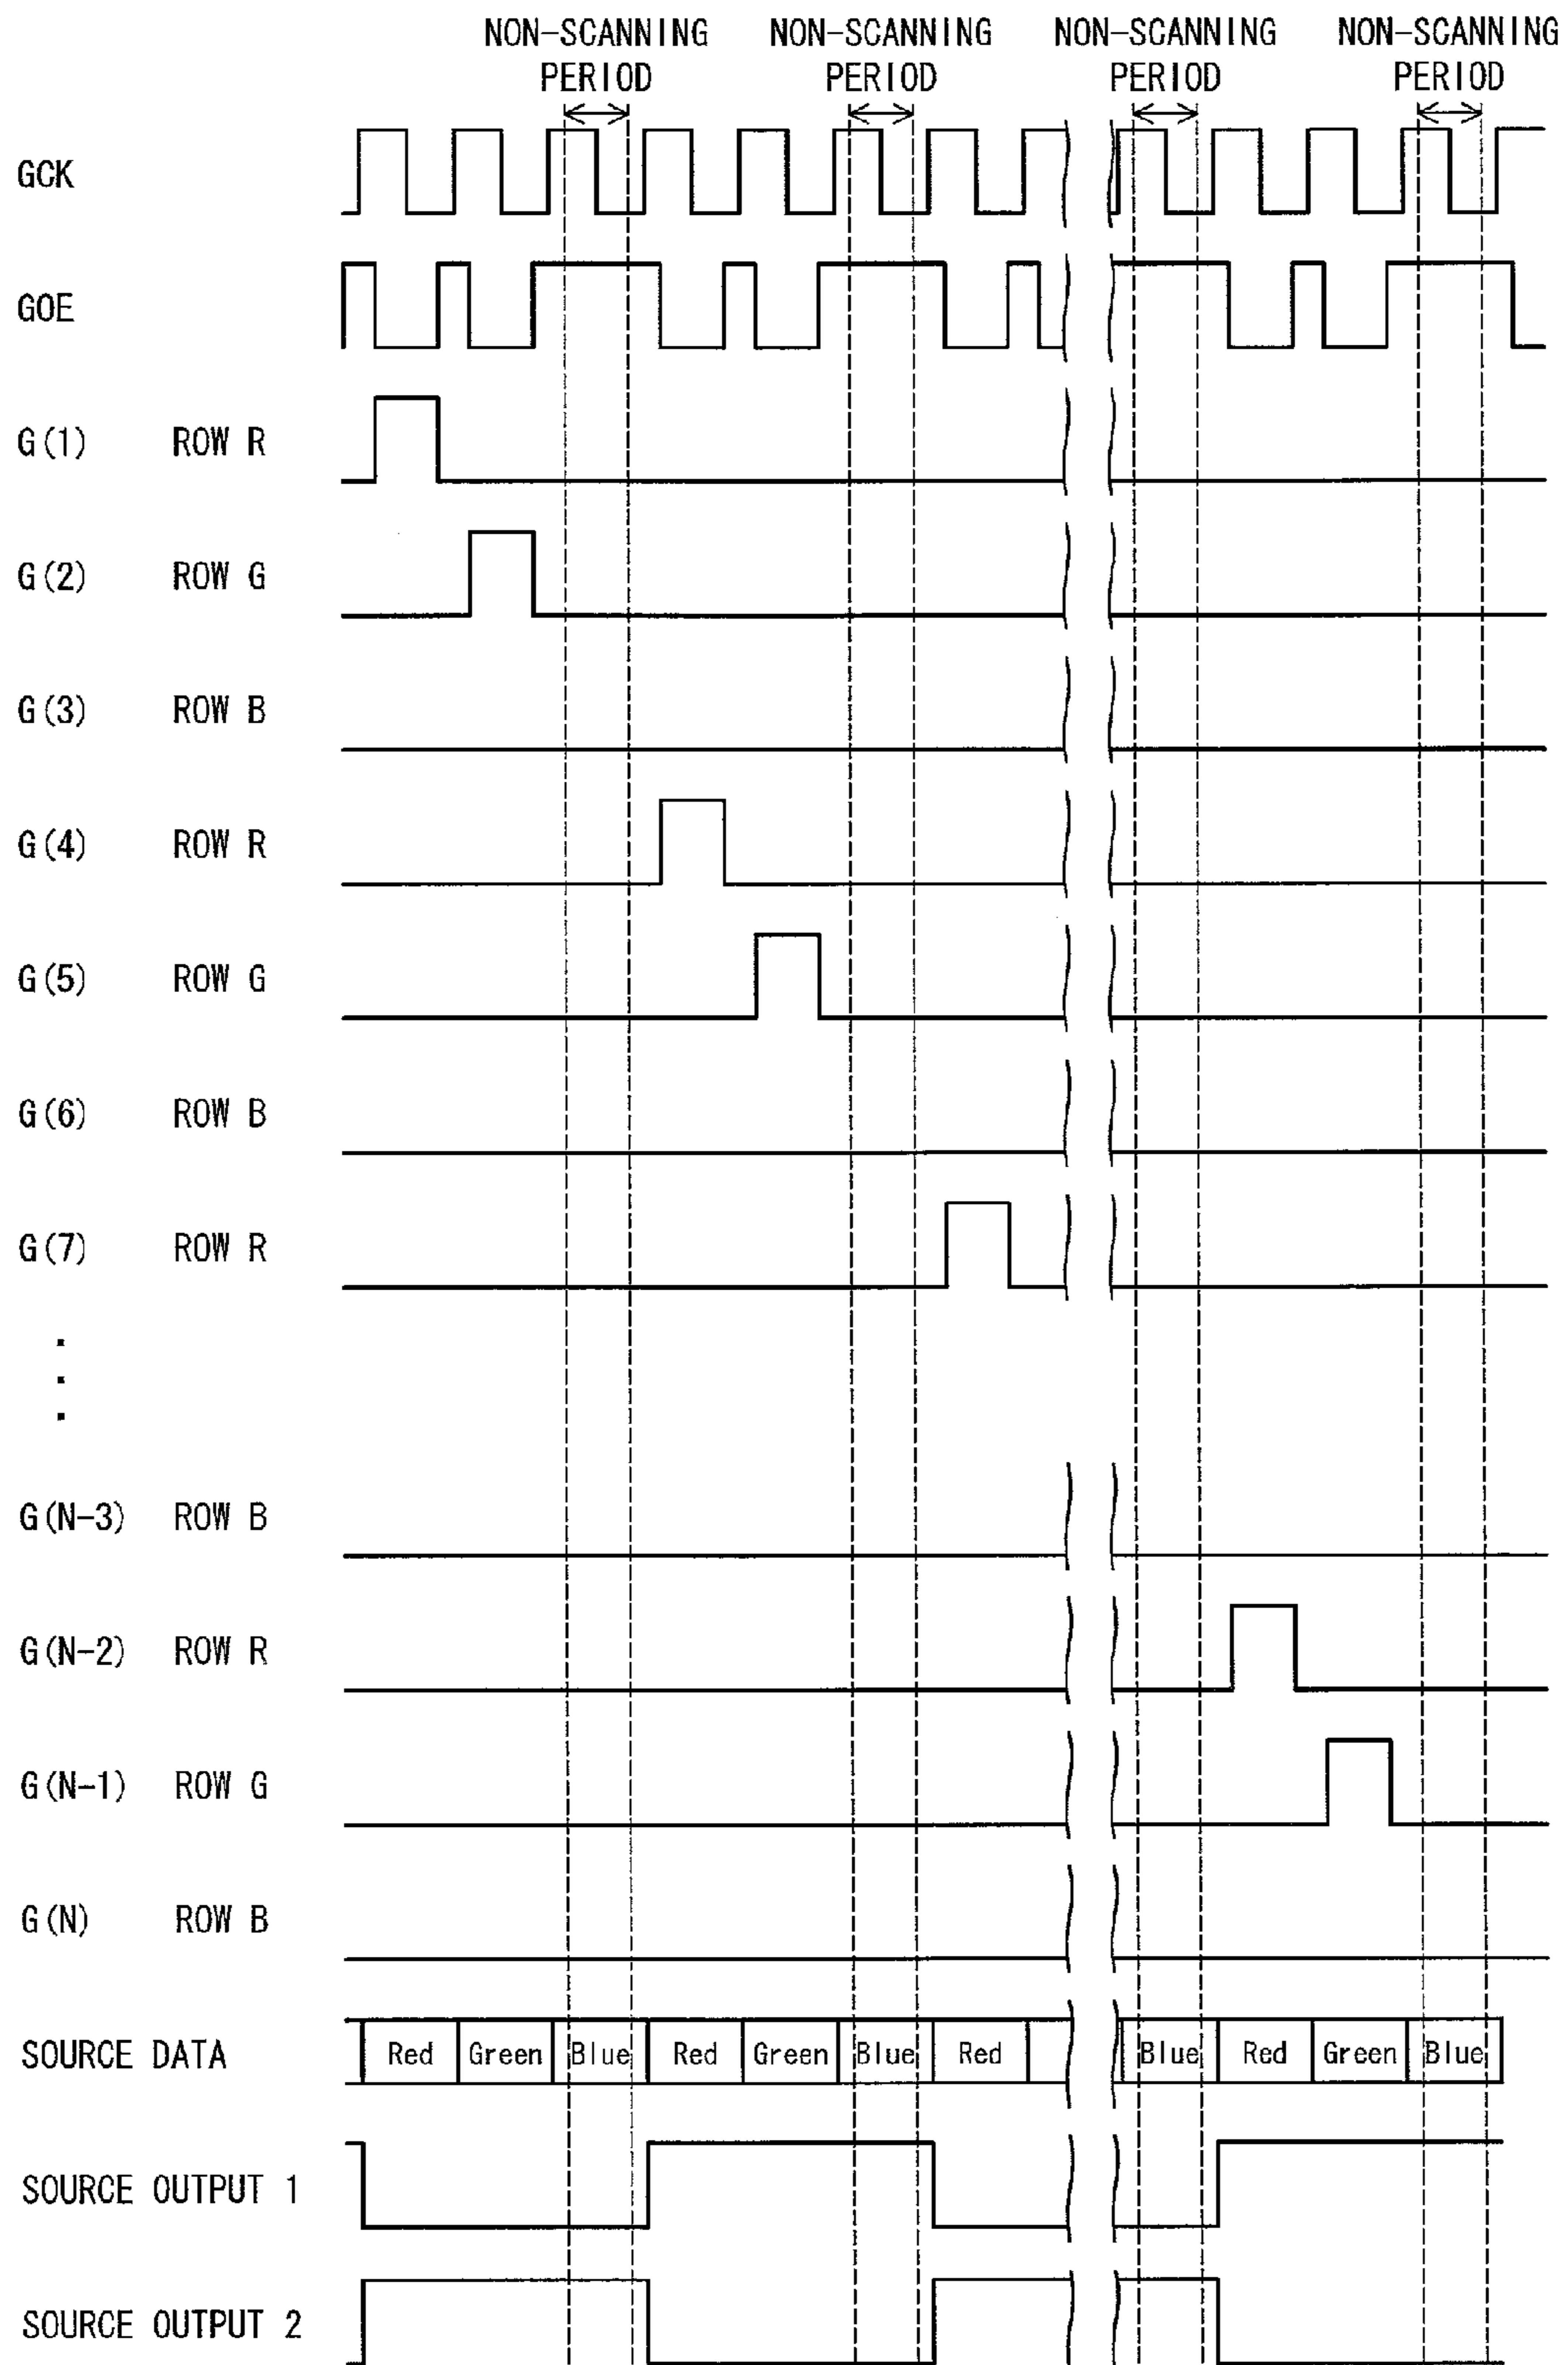 NON-SCANNING PERIOD
NON-SCANNING PERIOD
NON-SCANNING PERIOD
NON-SCANNING PERIOD
GCK
GOE
G(1) ROW R
G(2) ROW G
G(3) ROW B
G(4) ROW R
G(5) ROW G
G(6) ROW B
G(7) ROW R
G(N-3) ROW B
G(N-2) ROW R
G(N-1) ROW G
G(N) ROW B
SOURCE DATA Red Green Blue Red Green Blue Red Blue Red Green Blue
SOURCE OUTPUT 1
SOURCE OUTPUT 2